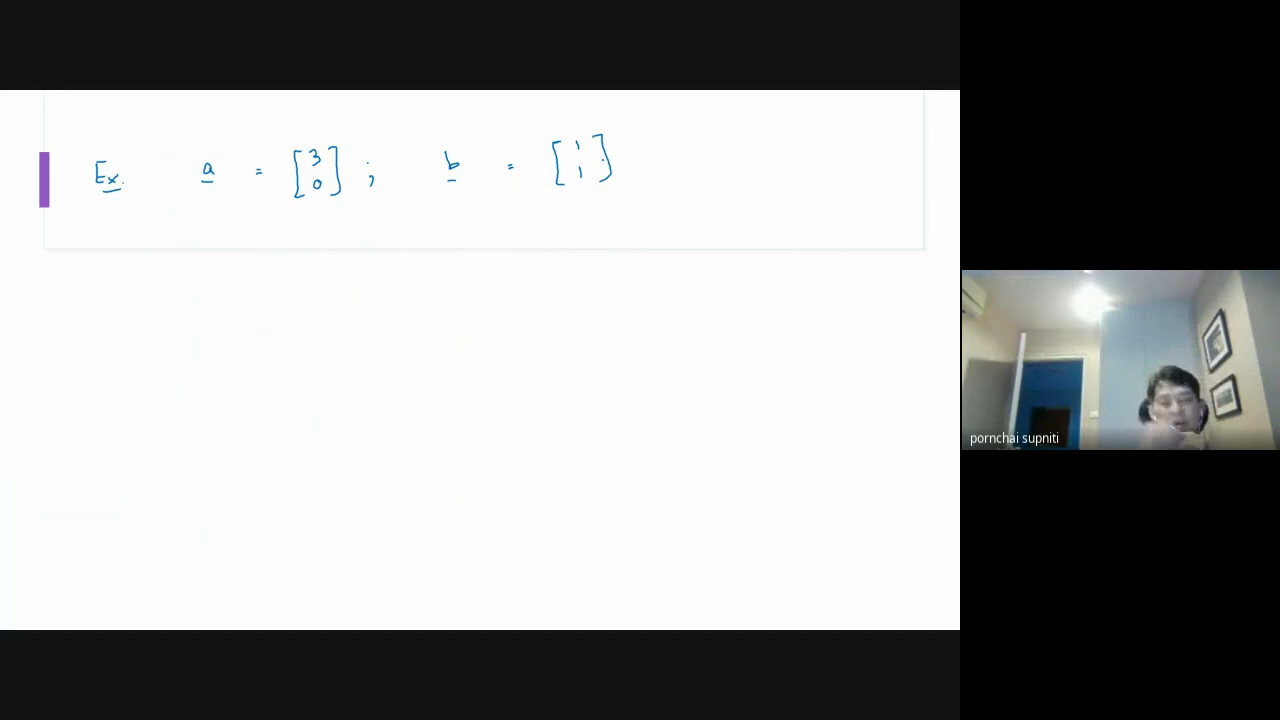 Ex. a = [3 0] ; b = [1 1]
pornchai supniti